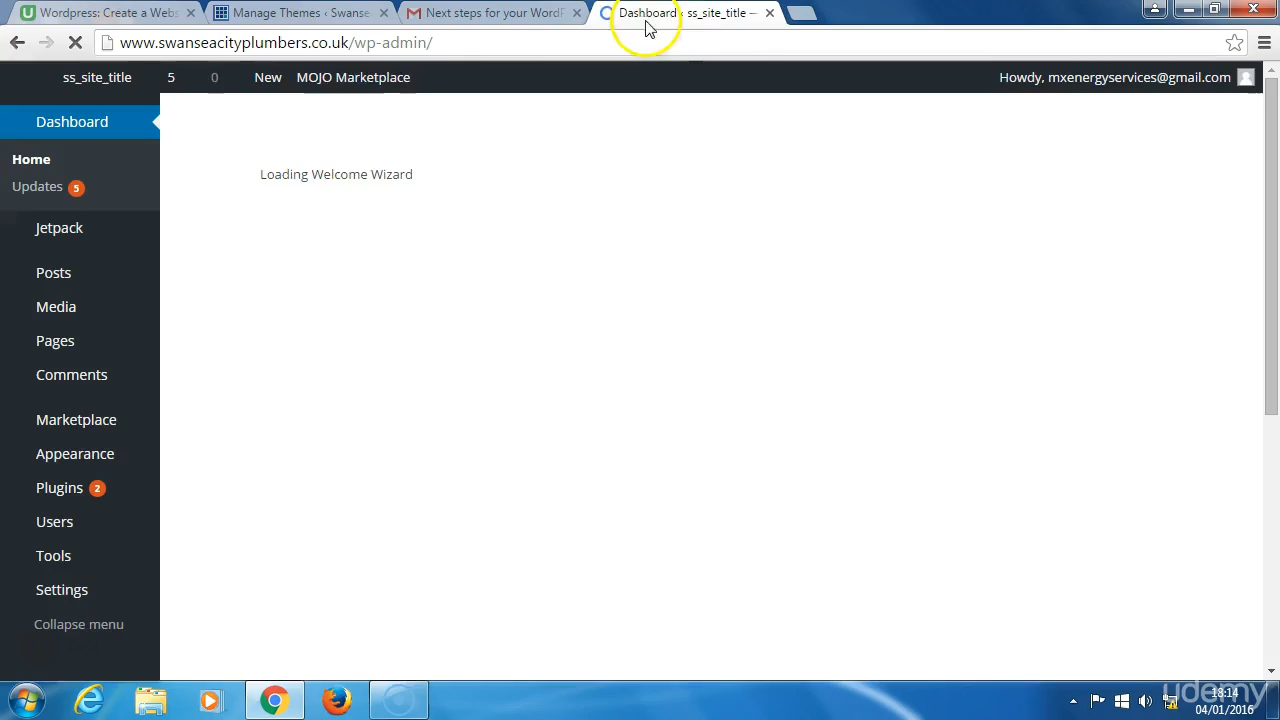 Wordpress: Create a Webs
Manage Themes ‹ Swanse
Next steps for your WordP
Dashboard ‹ ss_site_title —
www.swanseacityplumbers.co.uk/wp-admin/
ss_site_title 5 0 New MOJO Marketplace Howdy, mxenergyservices@gmail.com
Dashboard
Home
Updates 5
Loading Welcome Wizard
Jetpack
Posts
Media
Pages
Comments
Marketplace
Appearance
Plugins 2
Users
Tools
Settings
Collapse menu
udemy
18:14
04/01/2016